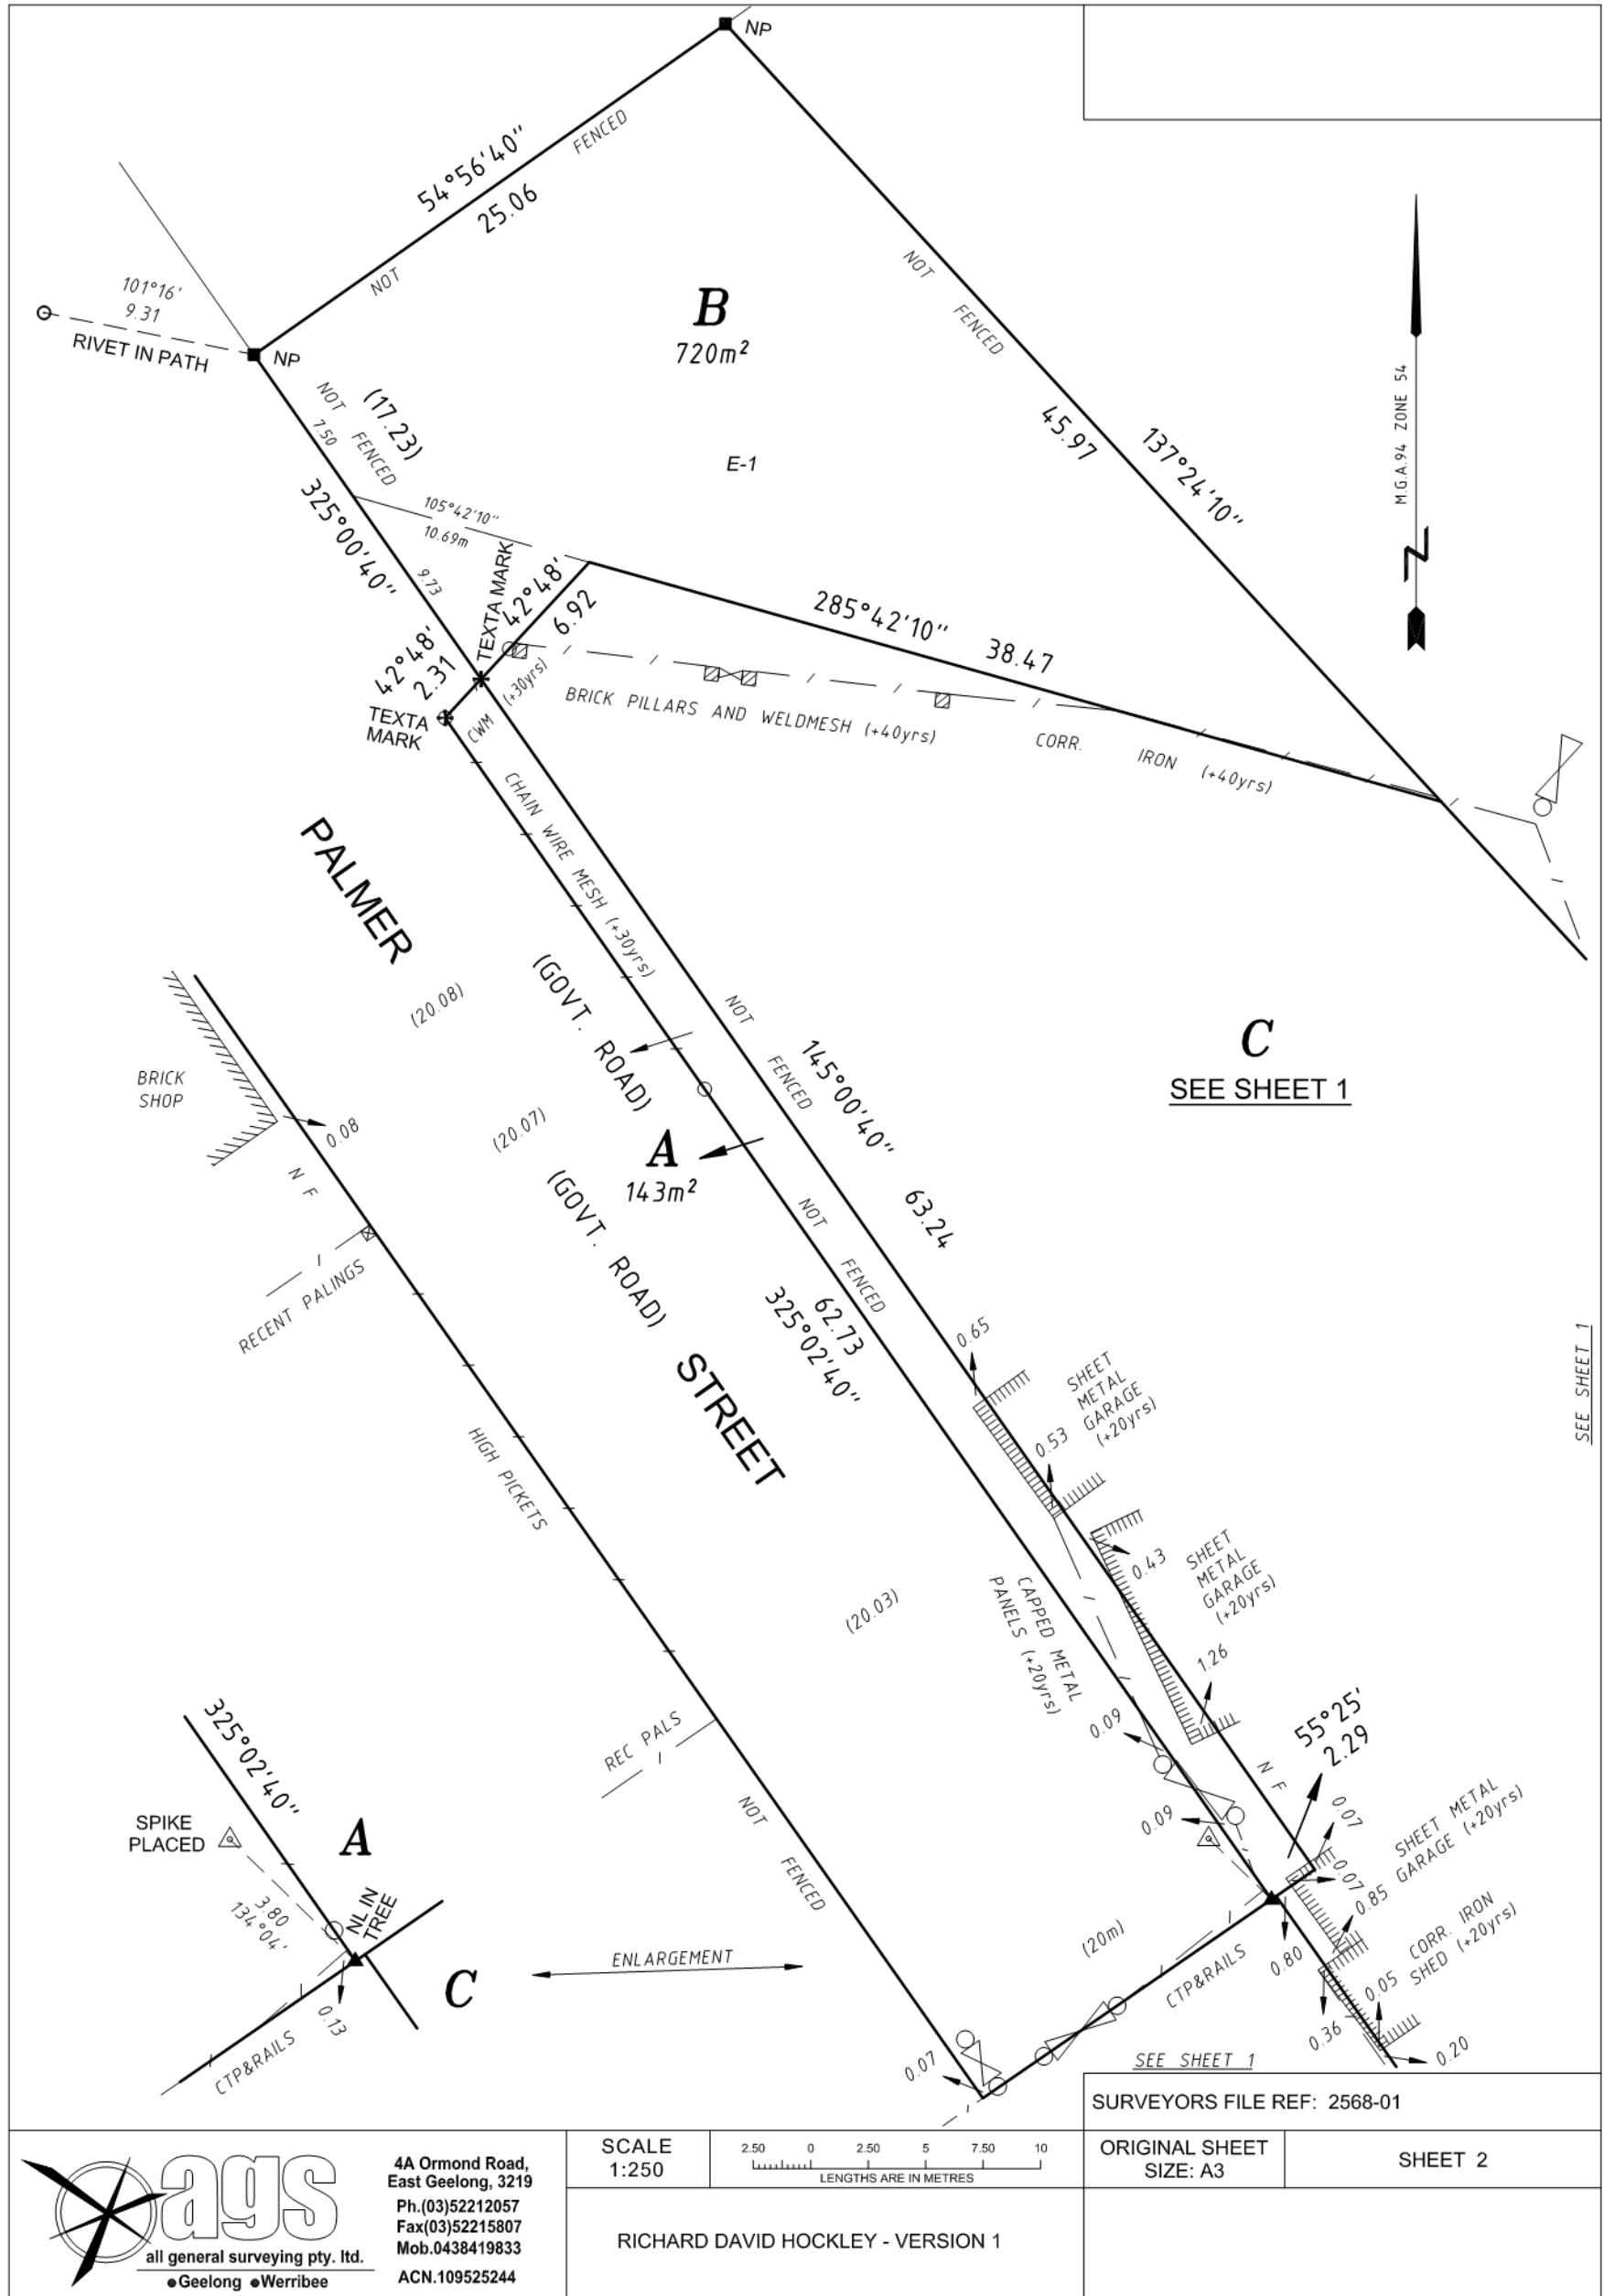 NP
54°56'40"
25.06
NOT
FENCED
101°16'
9.31
RIVET IN PATH
NP
B
720m²
E-1
NOT
FENCED
45.97
137°24'10"
M.G.A.94 ZONE 54
N
NOT
FENCED
(17.23)
7.50
325°00'40"
105°42'10"
10.69m
9.73
TEXTA MARK
42°48'
6.92
42°48'
2.31
TEXTA
MARK
285°42'10"
38.47
CWM (+30yrs)
BRICK PILLARS AND WELDMESH (+40yrs)
CORR. IRON (+40yrs)
CHAIN WIRE MESH (+30yrs)
PALMER
(GOVT. ROAD)
(20.08)
NOT
FENCED
145°00'40"
63.24
C
SEE SHEET 1
BRICK
SHOP
0.08
N F
(20.07)
A
143m²
(GOVT. ROAD)
STREET
NOT
FENCED
62.73
325°02'40"
RECENT PALINGS
HIGH PICKETS
0.65
SHEET
METAL
GARAGE
(+20yrs)
0.53
0.43
SHEET
METAL
GARAGE
(+20yrs)
1.26
SEE SHEET 1
(20.03)
CAPPED METAL
PANELS (+20yrs)
0.09
0.09
N F
55°25'
2.29
REC PALS
NOT
FENCED
0.07
0.07
SHEET METAL
GARAGE (+20yrs)
0.85
CORR. IRON
SHED (+20yrs)
0.05
0.80
0.36
0.20
(20m)
CTP&RAILS
0.07
SEE SHEET 1
325°02'40"
SPIKE
PLACED
A
3.80
134°04'
NL IN
TREE
C
0.13
CTP&RAILS
ENLARGEMENT
SURVEYORS FILE REF: 2568-01
ags
all general surveying pty. ltd.
Geelong Werribee
4A Ormond Road,
East Geelong, 3219
Ph.(03)52212057
Fax(03)52215807
Mob.0438419833
ACN.109525244
SCALE
1:250
2.50 0 2.50 5 7.50 10
LENGTHS ARE IN METRES
ORIGINAL SHEET
SIZE: A3
SHEET 2
RICHARD DAVID HOCKLEY - VERSION 1